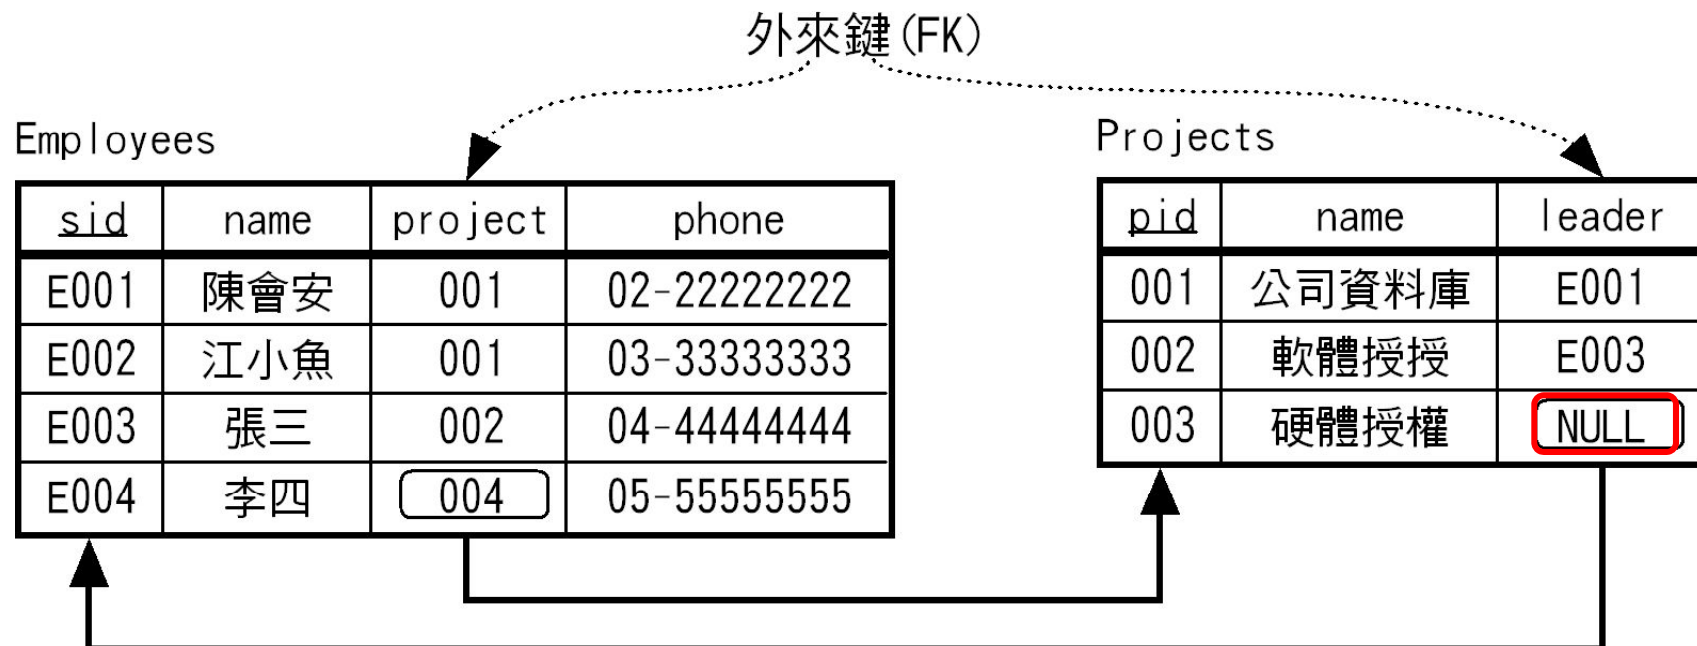 外來鍵(FK)
Employees
sid name project phone
E001 陳會安 001 02-22222222
E002 江小魚 001 03-33333333
E003 張三 002 04-44444444
E004 李四 004 05-55555555
Projects
pid name leader
001 公司資料庫 E001
002 軟體授授 E003
003 硬體授權 NULL